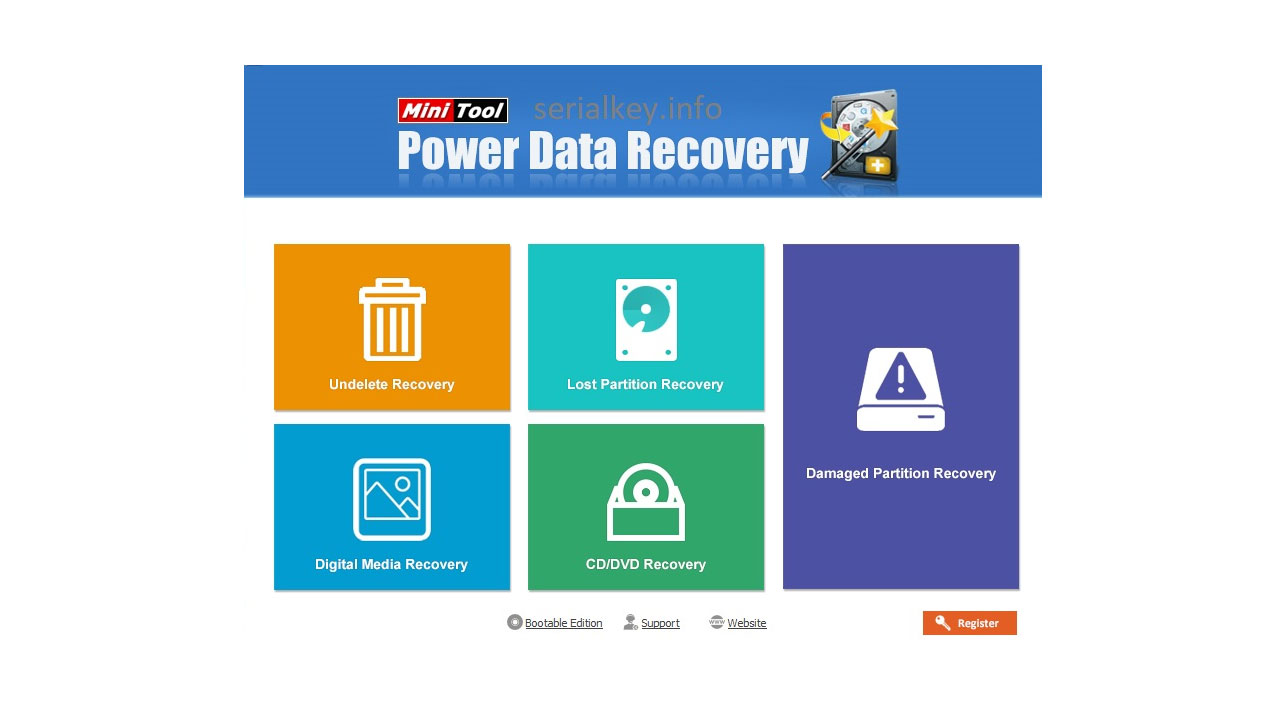 Mini Tool serialkey.info
Power Data Recovery
Undelete Recovery
Lost Partition Recovery
Damaged Partition Recovery
Digital Media Recovery
CD/DVD Recovery
Bootable Edition
Support
www Website
Register